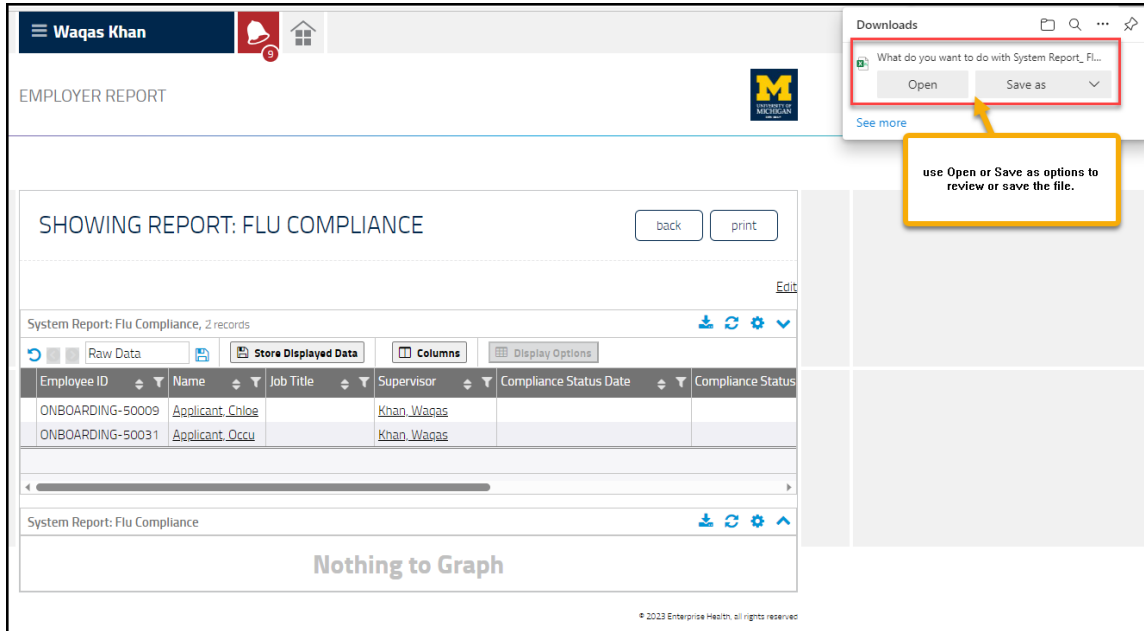 Waqas Khan
9
Downloads
What do you want to do with System Report_ Fl...
Open
Save as
See more
use Open or Save as options to
review or save the file.
EMPLOYER REPORT
M
UNIVERSITY OF
MICHIGAN
SHOWING REPORT: FLU COMPLIANCE
back
print
Edit
System Report: Flu Compliance, 2 records
Raw Data
Store Displayed Data
Columns
Display Options
Employee ID Name Job Title Supervisor Compliance Status Date Compliance Status
ONBOARDING-50009 Applicant, Chloe Khan, Waqas
ONBOARDING-50031 Applicant, Occu Khan, Waqas
System Report: Flu Compliance
Nothing to Graph
© 2023 Enterprise Health, all rights reserved